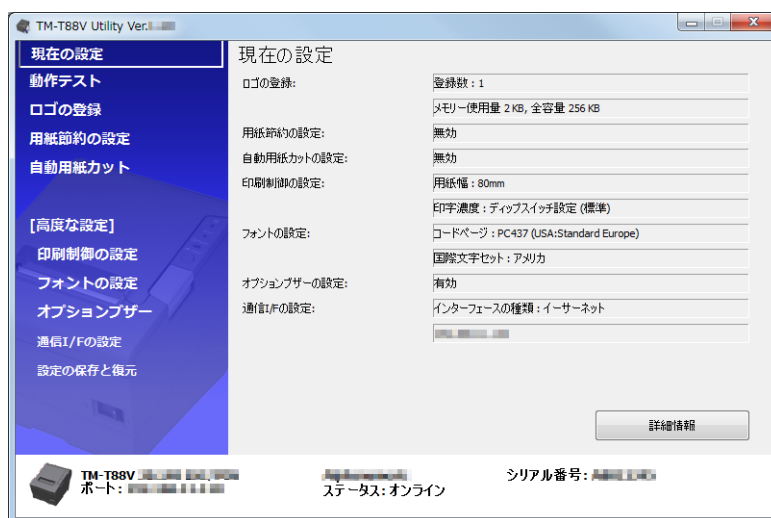 TM-T88V Utility Ver.
現在の設定
動作テスト
ロゴの登録
用紙節約の設定
自動用紙カット
[高度な設定]
印刷制御の設定
フォントの設定
オプションブザー
通信I/Fの設定
設定の保存と復元
現在の設定
ロゴの登録:
登録数 : 1
メモリー使用量 2 KB, 全容量 256 KB
用紙節約の設定:
無効
自動用紙カットの設定:
無効
印刷制御の設定:
用紙幅 : 80mm
印字濃度 : ディップスイッチ設定 (標準)
フォントの設定:
コードページ : PC437 (USA:Standard Europe)
国際文字セット : アメリカ
オプションブザーの設定:
有効
通信I/Fの設定:
インターフェースの種類 : イーサーネット
詳細情報
TM-T88V
ポート:
ステータス: オンライン
シリアル番号: